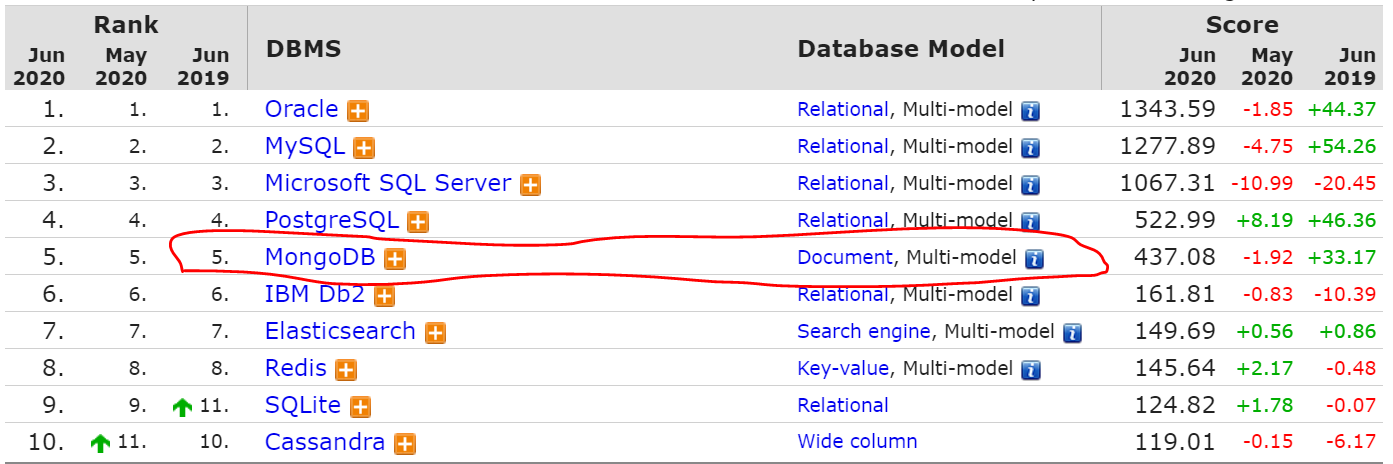 Rank Score
Jun May Jun DBMS Database Model Jun May Jun
2020 2020 2019 2020 2020 2019
1. 1. 1. Oracle Relational, Multi-model 1343.59 -1.85 +44.37
2. 2. 2. MySQL Relational, Multi-model 1277.89 -4.75 +54.26
3. 3. 3. Microsoft SQL Server Relational, Multi-model 1067.31 -10.99 -20.45
4. 4. 4. PostgreSQL Relational, Multi-model 522.99 +8.19 +46.36
5. 5. 5. MongoDB Document, Multi-model 437.08 -1.92 +33.17
6. 6. 6. IBM Db2 Relational, Multi-model 161.81 -0.83 -10.39
7. 7. 7. Elasticsearch Search engine, Multi-model 149.69 +0.56 +0.86
8. 8. 8. Redis Key-value, Multi-model 145.64 +2.17 -0.48
9. 9. 11. SQLite Relational 124.82 +1.78 -0.07
10. 11. 10. Cassandra Wide column 119.01 -0.15 -6.17